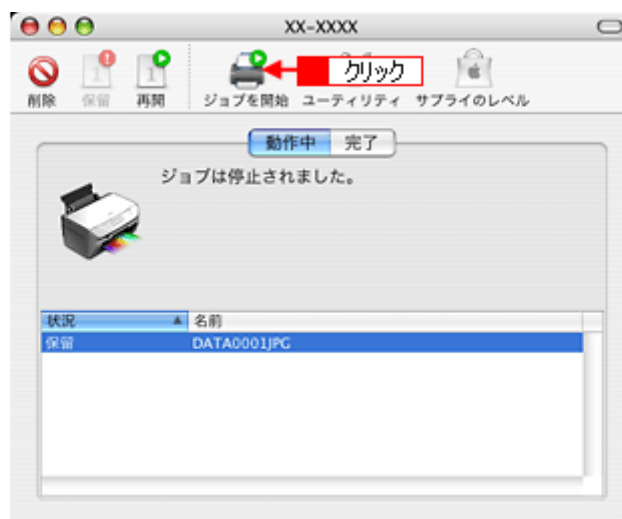 XX-XXXX
クリック
削除 保留 再開 ジョブを開始 ユーティリティ サプライのレベル
動作中 完了
ジョブは停止されました。
状況 名前
保留 DATA0001JPG